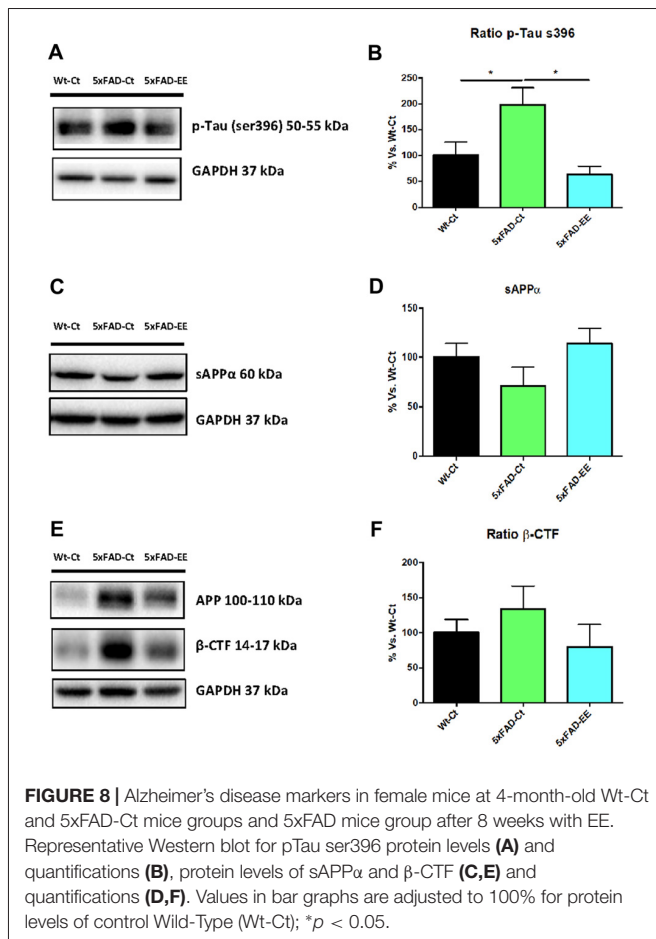 A
Wt-Ct 5xFAD-Ct 5xFAD-EE
p-Tau (ser396) 50-55 kDa
GAPDH 37 kDa
B
Ratio p-Tau s396
% Vs. Wt-Ct
250
200
150
100
50
0
* *
Wt-Ct 5xFAD-Ct 5xFAD-EE
C
Wt-Ct 5xFAD-Ct 5xFAD-EE
sAPPα 60 kDa
GAPDH 37 kDa
D
sAPPα
% Vs. Wt-Ct
150
100
50
0
Wt-Ct 5xFAD-Ct 5xFAD-EE
E
Wt-Ct 5xFAD-Ct 5xFAD-EE
APP 100-110 kDa
β-CTF 14-17 kDa
GAPDH 37 kDa
F
Ratio β-CTF
% Vs. Wt-Ct
200
150
100
50
0
Wt-Ct 5xFAD-Ct 5xFAD-EE
FIGURE 8 | Alzheimer's disease markers in female mice at 4-month-old Wt-Ct
and 5xFAD-Ct mice groups and 5xFAD mice group after 8 weeks with EE.
Representative Western blot for pTau ser396 protein levels (A) and
quantifications (B), protein levels of sAPPα and β-CTF (C,E) and
quantifications (D,F). Values in bar graphs are adjusted to 100% for protein
levels of control Wild-Type (Wt-Ct); *p < 0.05.